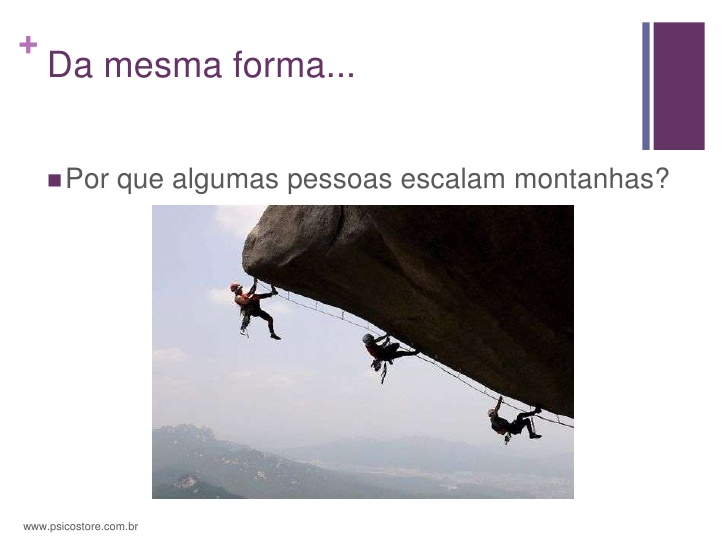 +
Da mesma forma...
Por que algumas pessoas escalam montanhas?
www.psicostore.com.br